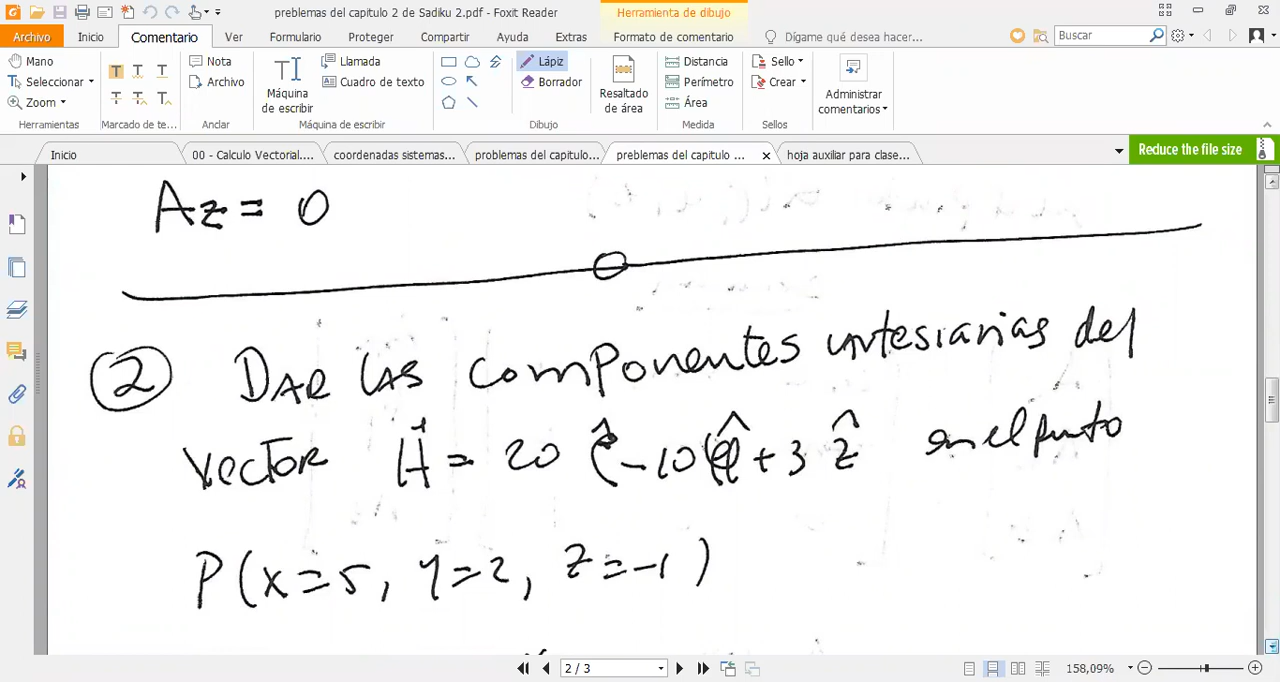 preblemas del capitulo 2 de Sadiku 2.pdf - Foxit Reader
Herramienta de dibujo
Archivo Inicio Comentario Ver Formulario Proteger Compartir Ayuda Extras Formato de comentario Dígame qué desea hacer... Buscar
Mano
Seleccionar
Zoom
Herramientas
T T T
T T T
Marcado de te...
Nota
Archivo
Anclar
Máquina
de escribir
Llamada
Cuadro de texto
Máquina de escribir
Lápiz
Borrador
Dibujo
Resaltado
de área
Distancia
Perímetro
Área
Medida
Sello
Crear
Sellos
Administrar
comentarios
Inicio
00 - Calculo Vectorial....
coordenadas sistemas...
problemas del capitulo...
preblemas del capitulo ...
hoja auxiliar para clase...
Reduce the file size
Az = 0
2 DAR LAS componentes cartesianas del
vector H⃗ = 20 ρ̂ - 10 φ̂ + 3 ẑ en el punto
P(x=5, y=2, z=-1)
2 / 3
158,09%